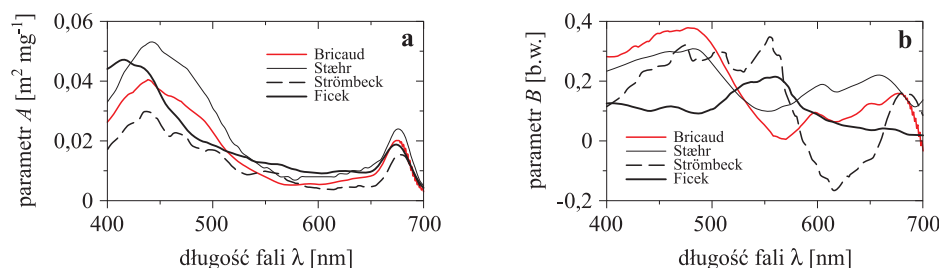 0,06
0,04
0,02
0
parametr A [m² mg⁻¹]
a
Bricaud
Stæhr
Strömbeck
Ficek
400 500 600 700
długość fali λ [nm]
0,4
0,2
0
-0,2
parametr B [b.w.]
b
Bricaud
Stæhr
Strömbeck
Ficek
400 500 600 700
długość fali λ [nm]